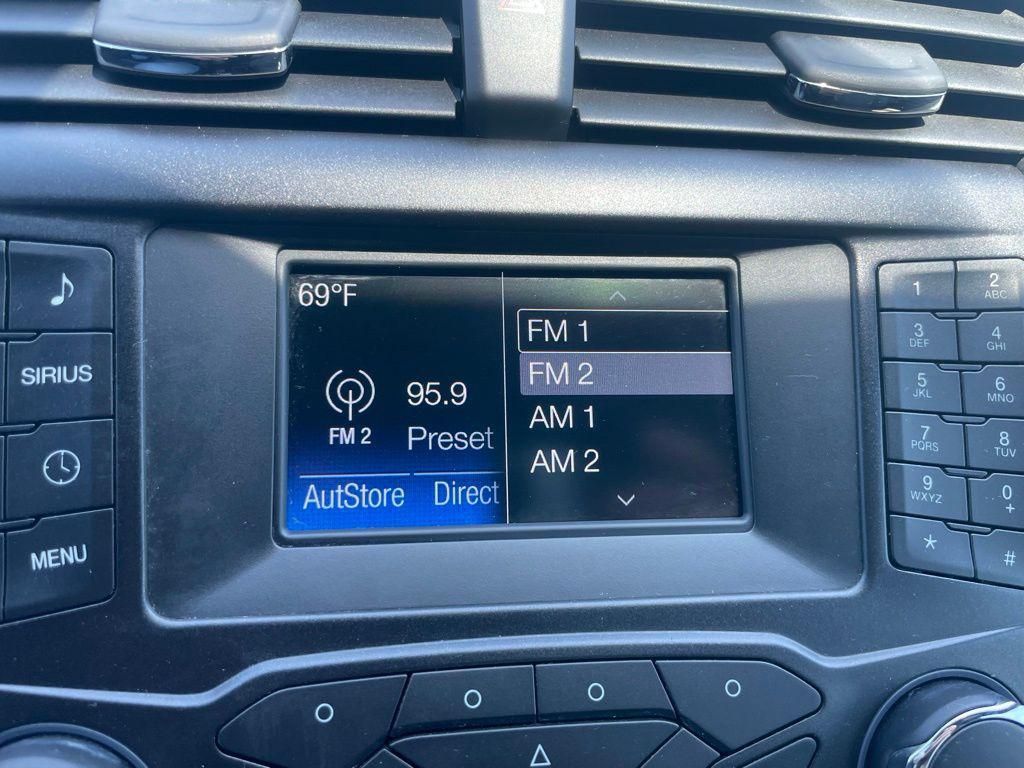 69°F
FM 2
95.9
Preset
AutStore
Direct
FM 1
FM 2
AM 1
AM 2
SIRIUS
MENU
1
2
ABC
3
DEF
4
GHI
5
JKL
6
MNO
7
PQRS
8
TUV
9
WXYZ
0
+
*
#